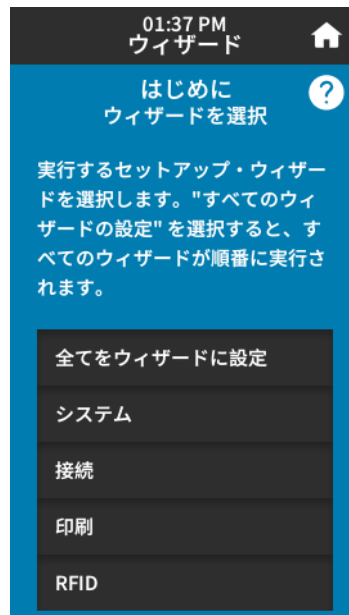 01:37 PM
ウィザード
はじめに
?
ウィザードを選択
実行するセットアップ・ウィザー
ドを選択します。"すべてのウィ
ザードの設定" を選択すると、す
べてのウィザードが順番に実行さ
れます。
全てをウィザードに設定
システム
接続
印刷
RFID